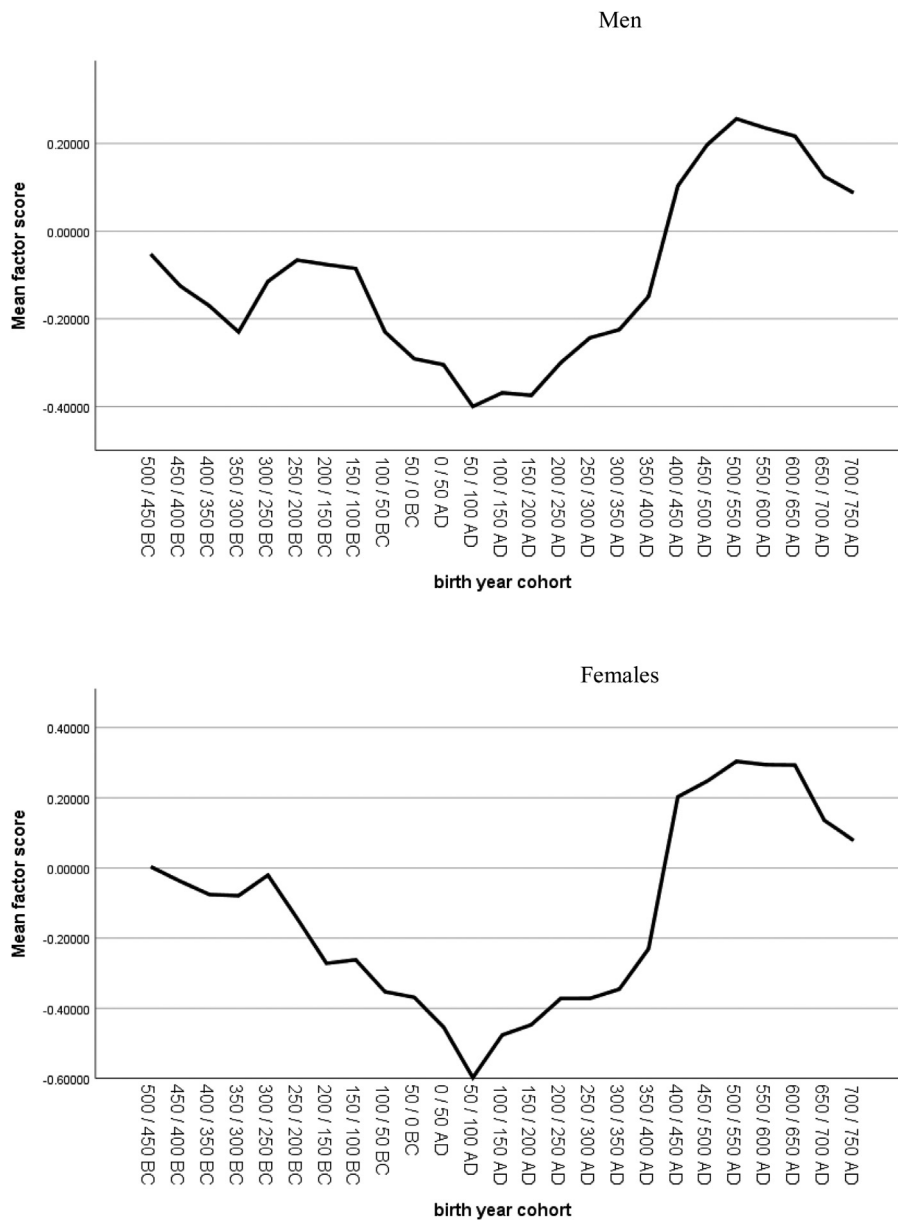 Men
Mean factor score
0.20000
0.00000
-0.20000
-0.40000
500 / 450 BC
450 / 400 BC
400 / 350 BC
350 / 300 BC
300 / 250 BC
250 / 200 BC
200 / 150 BC
150 / 100 BC
100 / 50 BC
50 / 0 BC
0 / 50 AD
50 / 100 AD
100 / 150 AD
150 / 200 AD
200 / 250 AD
250 / 300 AD
300 / 350 AD
350 / 400 AD
400 / 450 AD
450 / 500 AD
500 / 550 AD
550 / 600 AD
600 / 650 AD
650 / 700 AD
700 / 750 AD
birth year cohort
Females
Mean factor score
0.40000
0.20000
0.00000
-0.20000
-0.40000
-0.60000
500 / 450 BC
450 / 400 BC
400 / 350 BC
350 / 300 BC
300 / 250 BC
250 / 200 BC
200 / 150 BC
150 / 100 BC
100 / 50 BC
50 / 0 BC
0 / 50 AD
50 / 100 AD
100 / 150 AD
150 / 200 AD
200 / 250 AD
250 / 300 AD
300 / 350 AD
350 / 400 AD
400 / 450 AD
450 / 500 AD
500 / 550 AD
550 / 600 AD
600 / 650 AD
650 / 700 AD
700 / 750 AD
birth year cohort